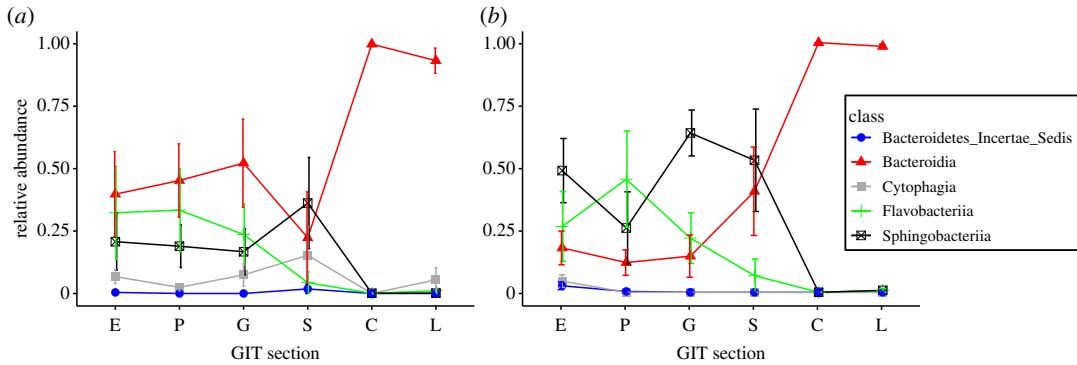 (a)
(b)
relative abundance
1.00
0.75
0.50
0.25
0
E P G S C L
GIT section
1.00
0.75
0.50
0.25
0
E P G S C L
GIT section
class
Bacteroidetes_Incertae_Sedis
Bacteroidia
Cytophagia
Flavobacteriia
Sphingobacteriia